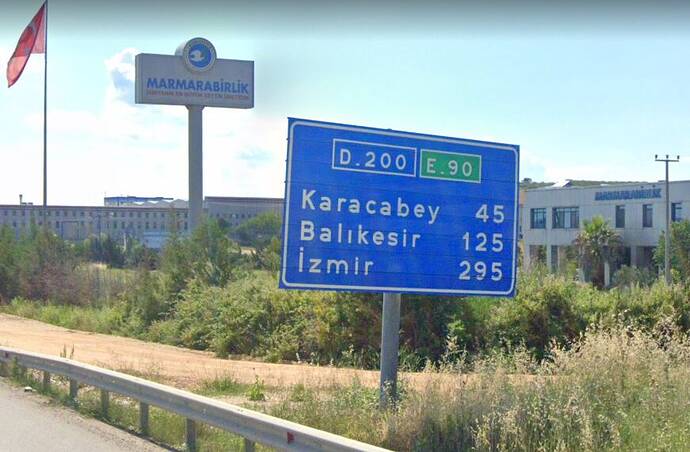 MARMARABİRLİK
D.200 E.90
Karacabey 45
Balıkesir 125
İzmir 295
MARMARABİRLİK